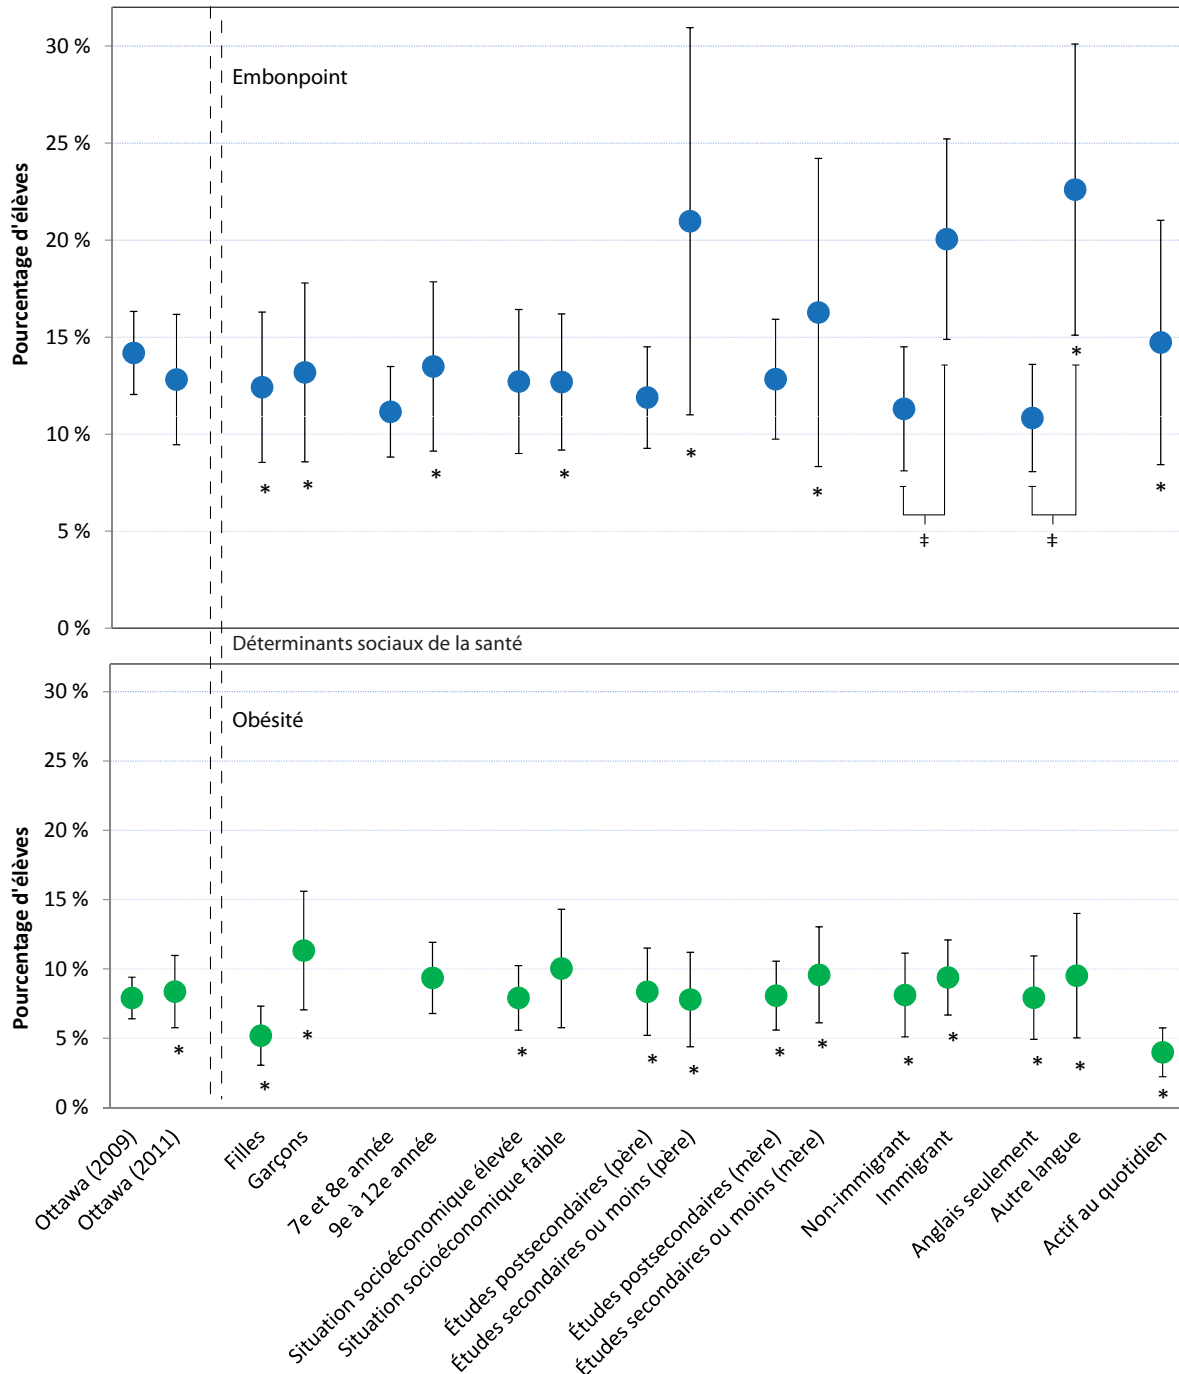 30 %
Embonpoint
25 %
20 %
15 %
10 %
5 %
0 %
Pourcentage d'élèves
*
*
*
*
*
*
*
*
‡
‡
Déterminants sociaux de la santé
30 %
Obésité
25 %
20 %
15 %
10 %
5 %
0 %
Pourcentage d'élèves
*
*
*
*
*
*
*
*
*
*
*
*
*
Ottawa (2009)
Ottawa (2011)
Filles
Garçons
7e et 8e année
9e à 12e année
Situation socioéconomique élevée
Situation socioéconomique faible
Études postsecondaires (père)
Études secondaires ou moins (père)
Études postsecondaires (mère)
Études secondaires ou moins (mère)
Non-immigrant
Immigrant
Anglais seulement
Autre langue
Actif au quotidien